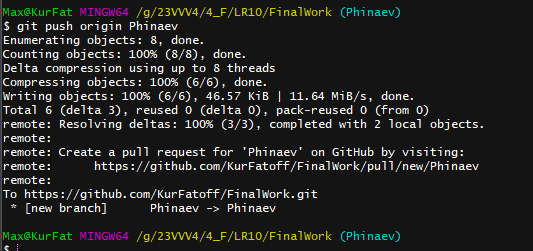 Max@KurFat MINGW64 /g/23VVV4/4_F/LR10/FinalWork (Phinaev)
$ git push origin Phinaev
Enumerating objects: 8, done.
Counting objects: 100% (8/8), done.
Delta compression using up to 8 threads
Compressing objects: 100% (6/6), done.
Writing objects: 100% (6/6), 46.57 KiB | 11.64 MiB/s, done.
Total 6 (delta 3), reused 0 (delta 0), pack-reused 0 (from 0)
remote: Resolving deltas: 100% (3/3), completed with 2 local objects.
remote:
remote: Create a pull request for 'Phinaev' on GitHub by visiting:
remote:      https://github.com/KurFatoff/FinalWork/pull/new/Phinaev
remote:
To https://github.com/KurFatoff/FinalWork.git
 * [new branch]      Phinaev -> Phinaev

Max@KurFat MINGW64 /g/23VVV4/4_F/LR10/FinalWork (Phinaev)
$